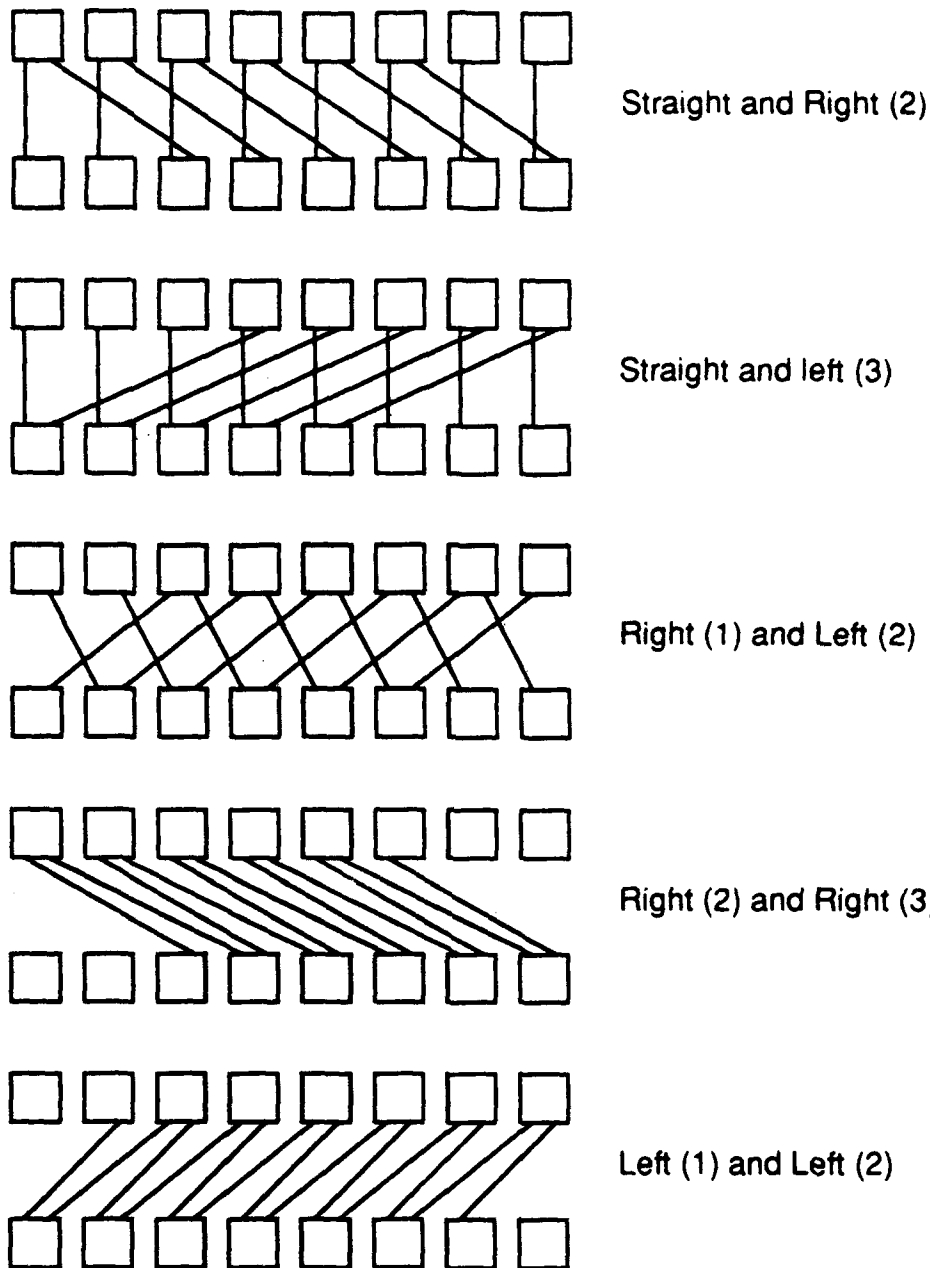 Straight and Right (2)
Straight and left (3)
Right (1) and Left (2)
Right (2) and Right (3)
Left (1) and Left (2)